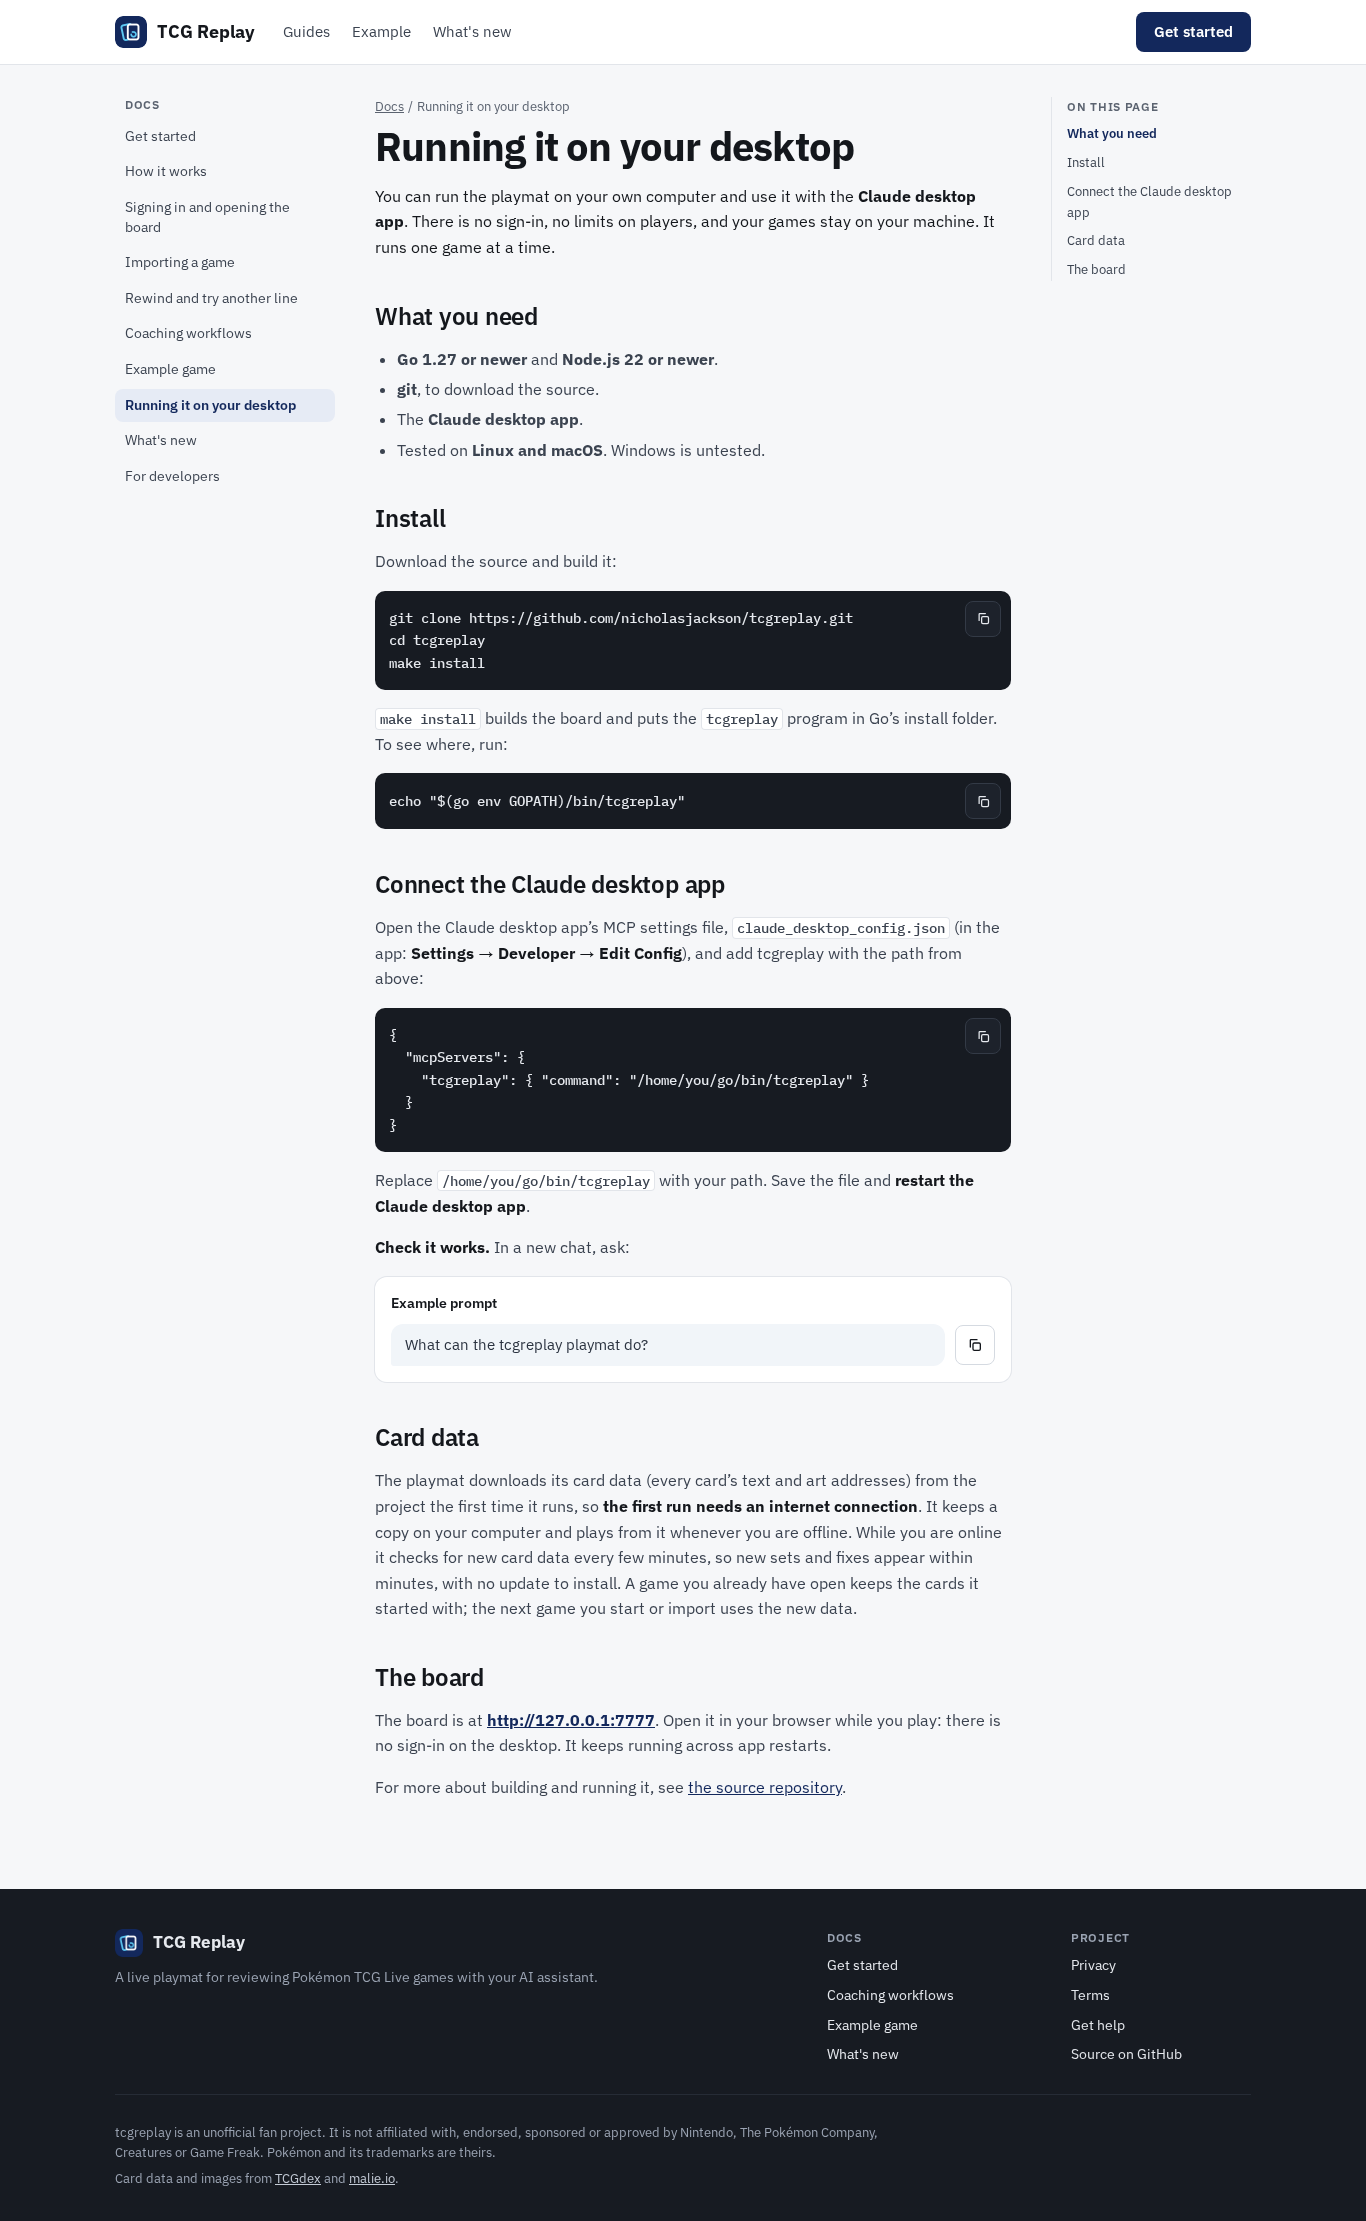 TCG Replay
Guides
Example
What's new
Get started
DOCS
Get started
How it works
Signing in and opening the
board
Importing a game
Rewind and try another line
Coaching workflows
Example game
Running it on your desktop
What's new
For developers
Docs / Running it on your desktop
Running it on your desktop
You can run the playmat on your own computer and use it with the Claude desktop
app. There is no sign-in, no limits on players, and your games stay on your machine. It
runs one game at a time.
What you need
• Go 1.27 or newer and Node.js 22 or newer.
• git, to download the source.
• The Claude desktop app.
• Tested on Linux and macOS. Windows is untested.
Install
Download the source and build it:
git clone https://github.com/nicholasjackson/tcgreplay.git
cd tcgreplay
make install
make install builds the board and puts the tcgreplay program in Go’s install folder.
To see where, run:
echo "$(go env GOPATH)/bin/tcgreplay"
Connect the Claude desktop app
Open the Claude desktop app’s MCP settings file, claude_desktop_config.json (in the
app: Settings → Developer → Edit Config), and add tcgreplay with the path from
above:
{
  "mcpServers": {
    "tcgreplay": { "command": "/home/you/go/bin/tcgreplay" }
  }
}
Replace /home/you/go/bin/tcgreplay with your path. Save the file and restart the
Claude desktop app.
Check it works. In a new chat, ask:
Example prompt
What can the tcgreplay playmat do?
Card data
The playmat downloads its card data (every card’s text and art addresses) from the
project the first time it runs, so the first run needs an internet connection. It keeps a
copy on your computer and plays from it whenever you are offline. While you are online
it checks for new card data every few minutes, so new sets and fixes appear within
minutes, with no update to install. A game you already have open keeps the cards it
started with; the next game you start or import uses the new data.
The board
The board is at http://127.0.0.1:7777. Open it in your browser while you play: there is
no sign-in on the desktop. It keeps running across app restarts.
For more about building and running it, see the source repository.
ON THIS PAGE
What you need
Install
Connect the Claude desktop
app
Card data
The board
TCG Replay
A live playmat for reviewing Pokémon TCG Live games with your AI assistant.
DOCS
Get started
Coaching workflows
Example game
What's new
PROJECT
Privacy
Terms
Get help
Source on GitHub
tcgreplay is an unofficial fan project. It is not affiliated with, endorsed, sponsored or approved by Nintendo, The Pokémon Company,
Creatures or Game Freak. Pokémon and its trademarks are theirs.
Card data and images from TCGdex and malie.io.